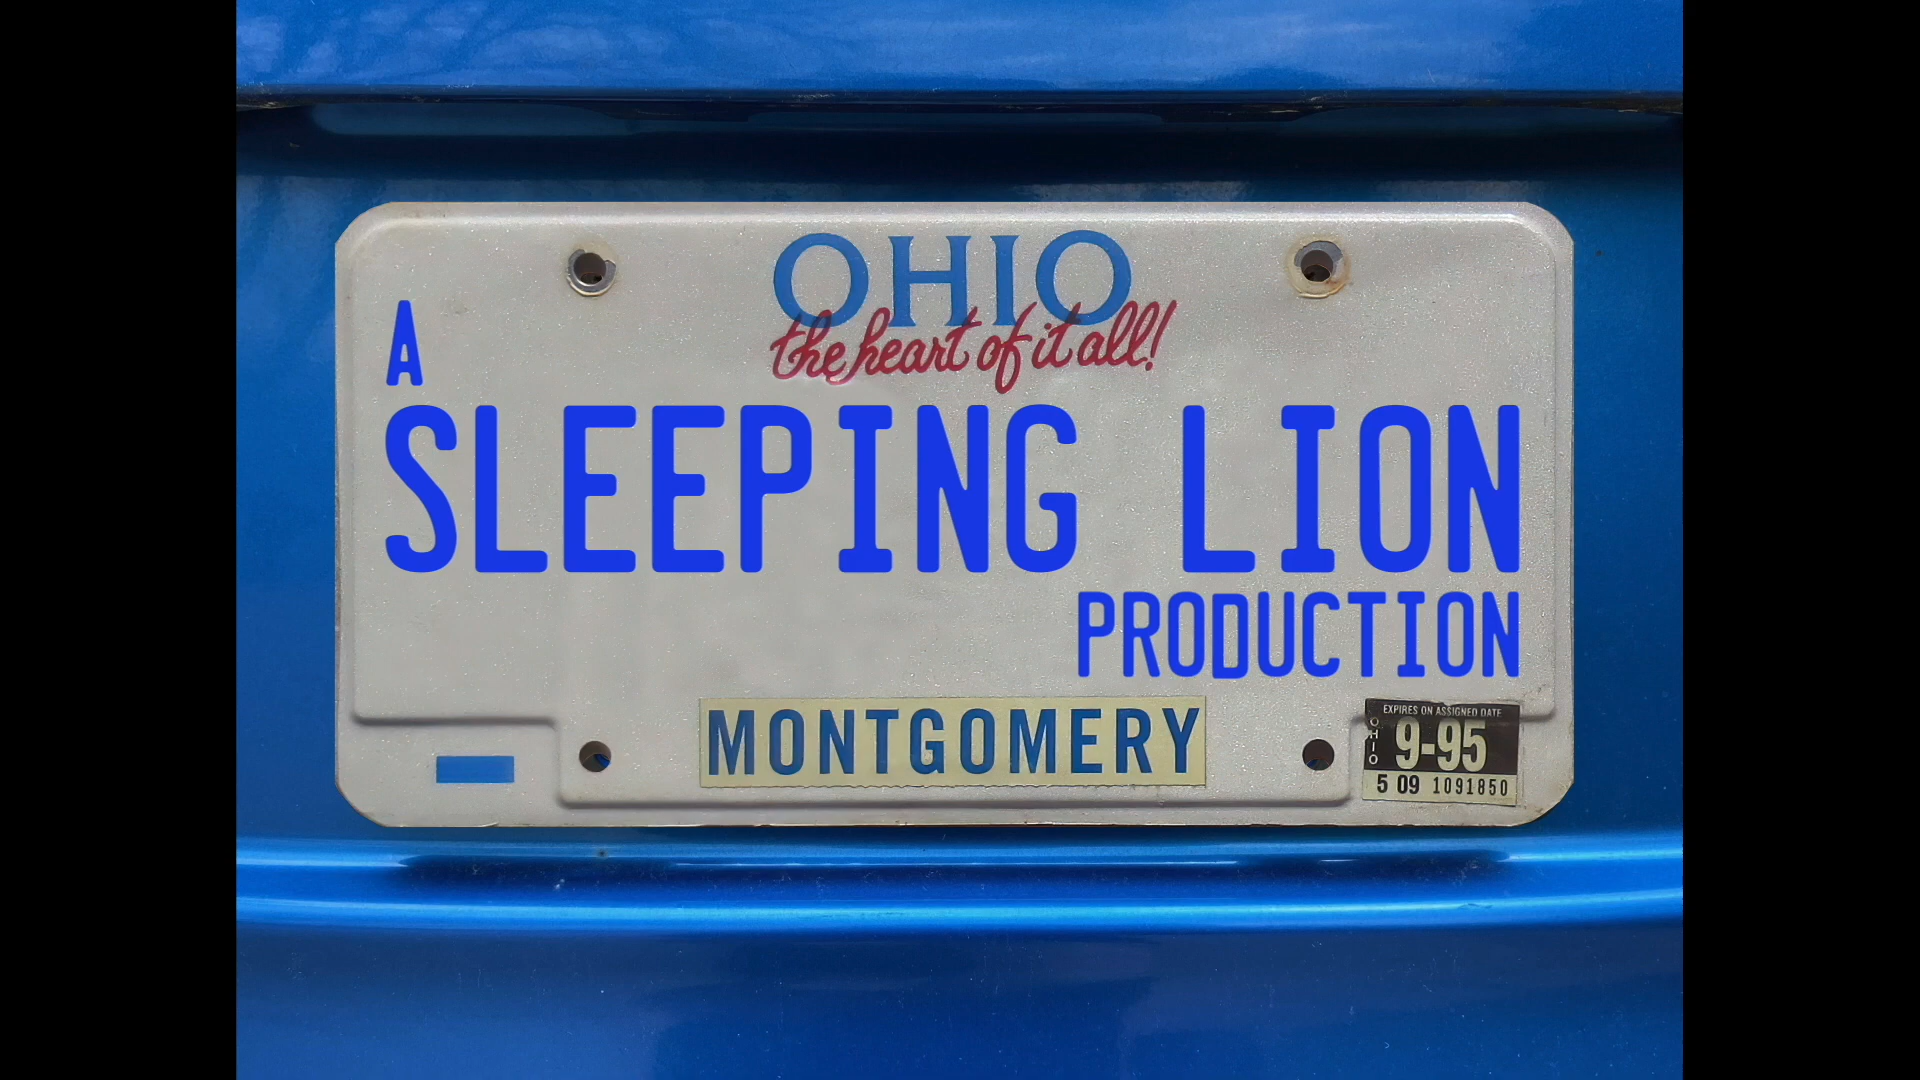 OHIO
the heart of it all!
A
SLEEPING LION
PRODUCTION
MONTGOMERY
EXPIRES ON ASSIGNED DATE
OHIO
9-95
5 09 1091850